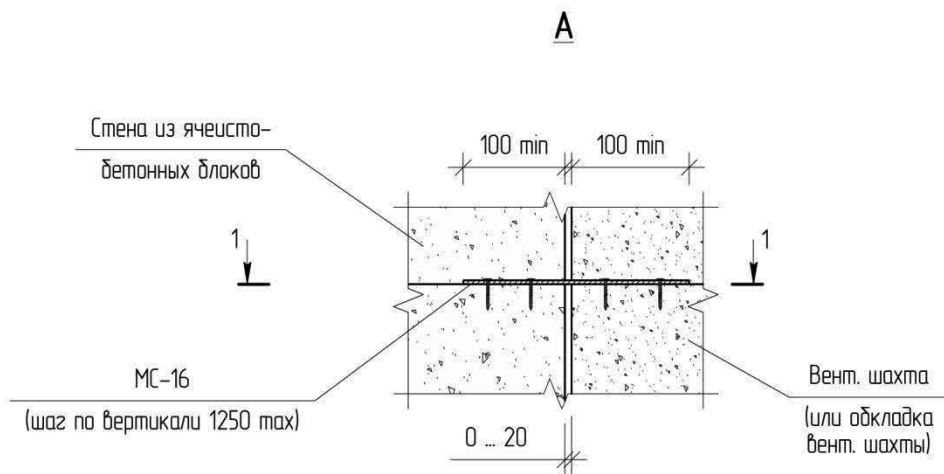 А
Стена из ячеисто-
бетонных блоков
100 min
100 min
1
1
МС-16
(шаг по вертикали 1250 max)
Вент. шахта
(или обкладка
вент. шахты)
0 ... 20